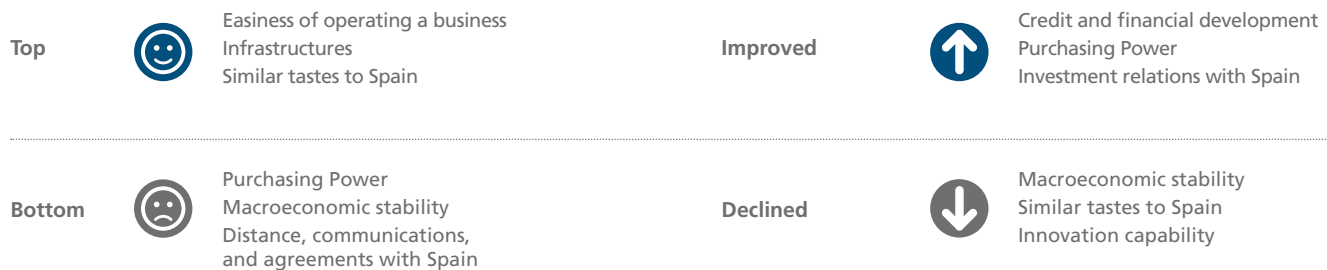 Top
Easiness of operating a business
Infrastructures
Similar tastes to Spain
Improved
Credit and financial development
Purchasing Power
Investment relations with Spain
Bottom
Purchasing Power
Macroeconomic stability
Distance, communications,
and agreements with Spain
Declined
Macroeconomic stability
Similar tastes to Spain
Innovation capability